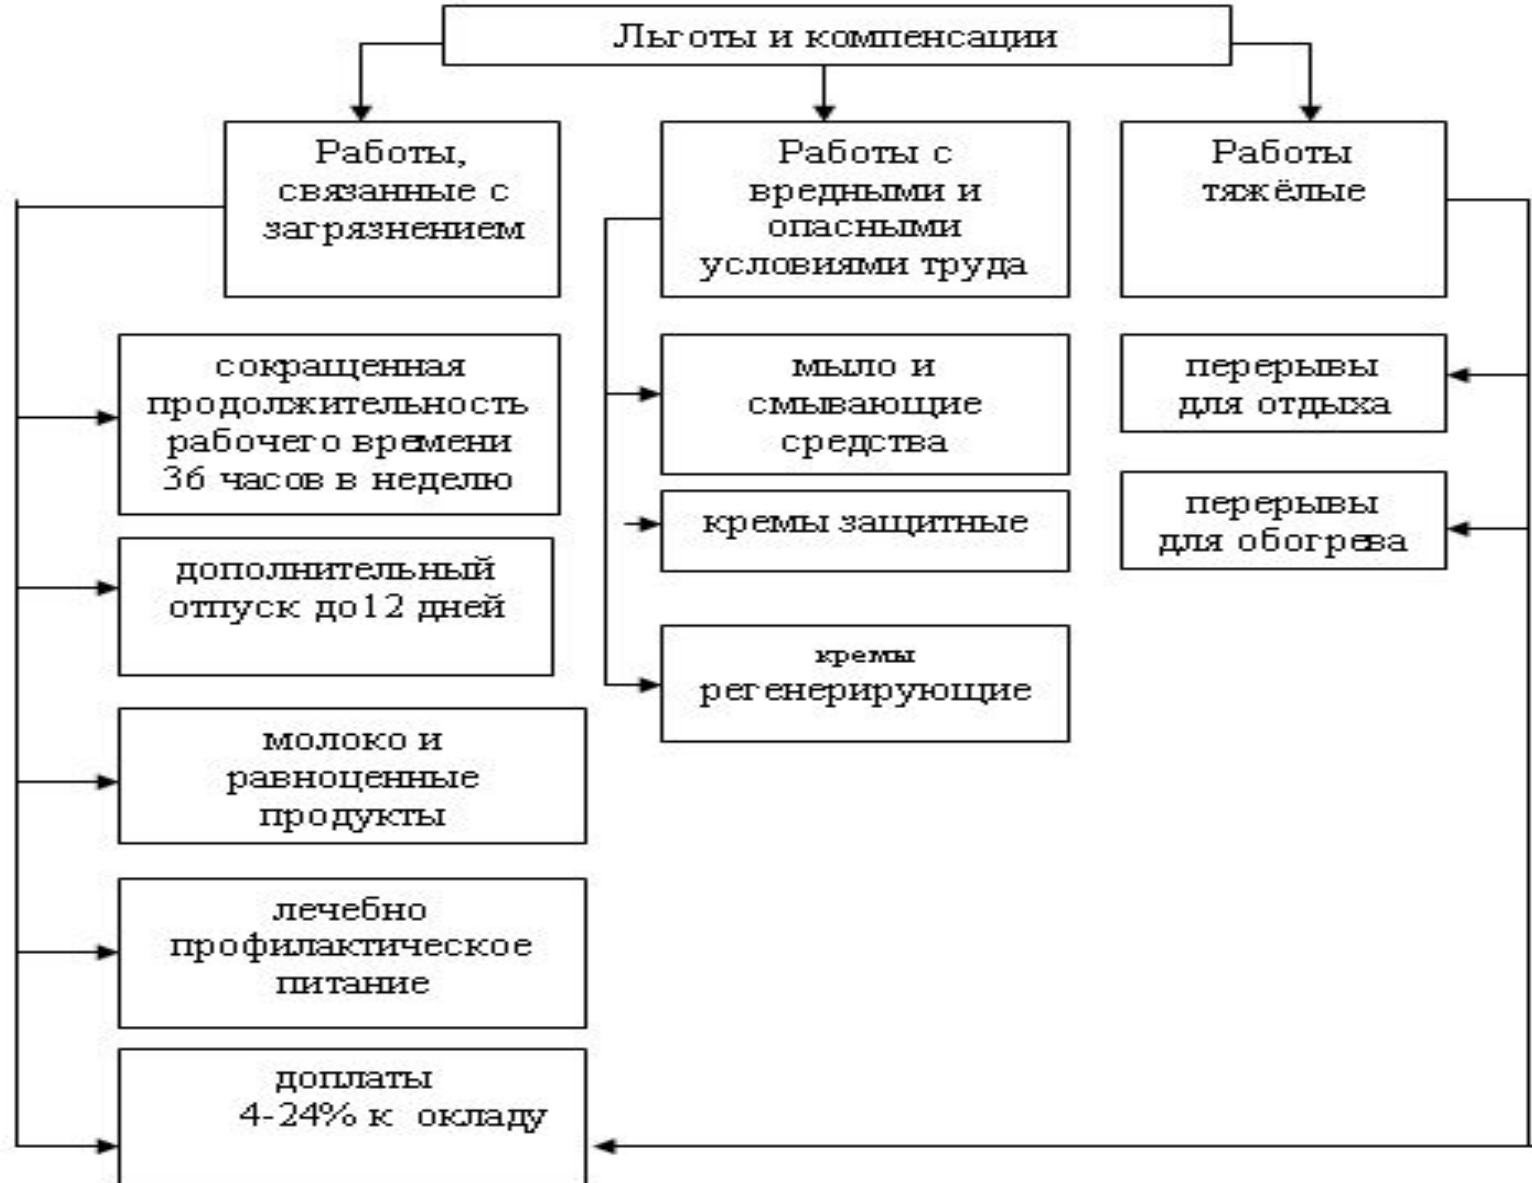 Льготы и компенсации
Работы,
связанные с
загрязнением
Работы с
вредными и
опасными
условиями труда
Работы
тяжёлые
сокращенная
продолжительность
рабочего времени
36 часов в неделю
дополнительный
отпуск до12 дней
молоко и
равноценные
продукты
лечебно
профилактическое
питание
доплаты
4-24% к окладу
мыло и
смывающие
средства
кремы защитные
кремы
регенерирующие
перерывы
для отдыха
перерывы
для обогрева